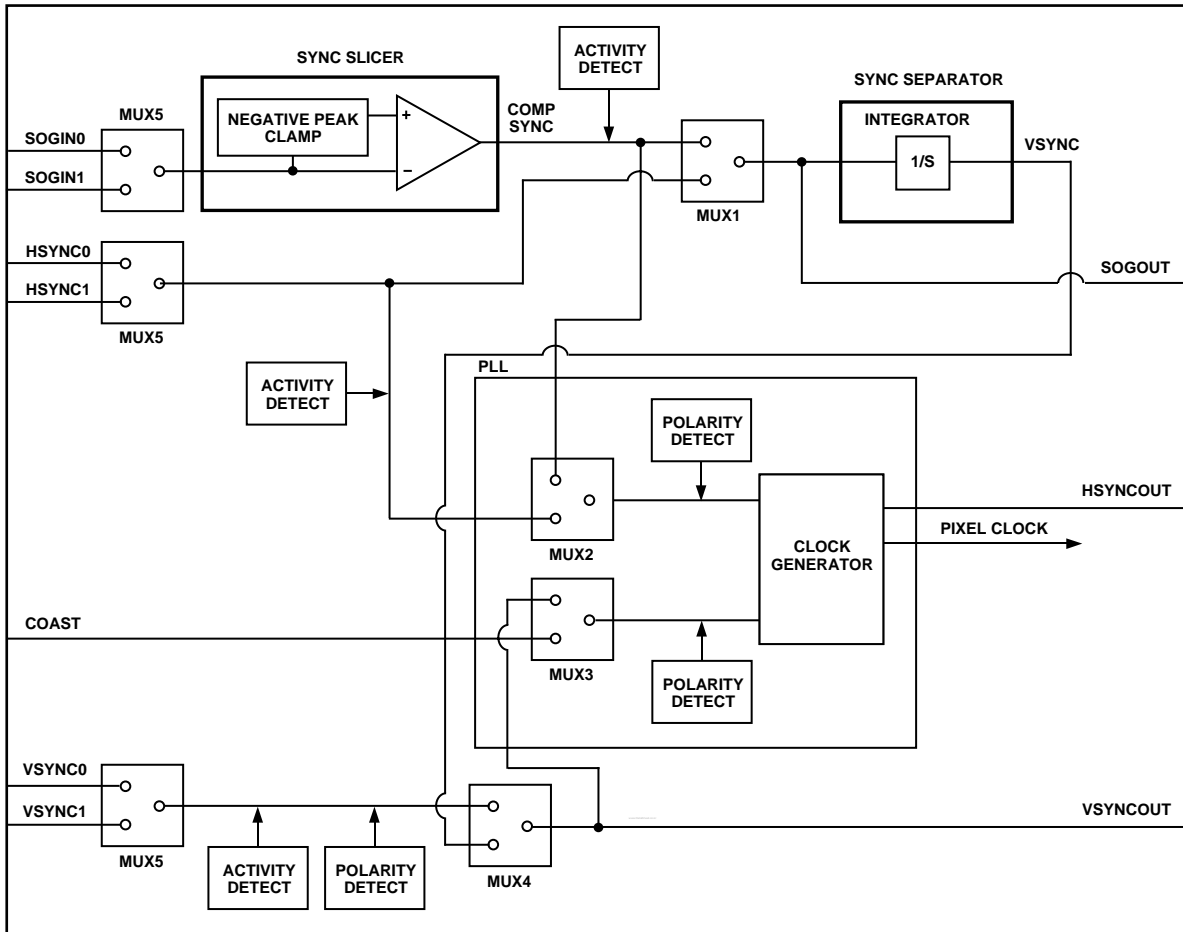 SYNC SLICER
ACTIVITY
DETECT
SYNC SEPARATOR
MUX5
NEGATIVE PEAK
CLAMP
+
−
COMP
SYNC
INTEGRATOR
1/S
VSYNC
SOGIN0
SOGIN1
MUX1
HSYNC0
HSYNC1
MUX5
SOGOUT
PLL
ACTIVITY
DETECT
POLARITY
DETECT
MUX2
CLOCK
GENERATOR
HSYNCOUT
PIXEL CLOCK
COAST
MUX3
POLARITY
DETECT
VSYNC0
VSYNC1
MUX5
ACTIVITY
DETECT
POLARITY
DETECT
MUX4
VSYNCOUT